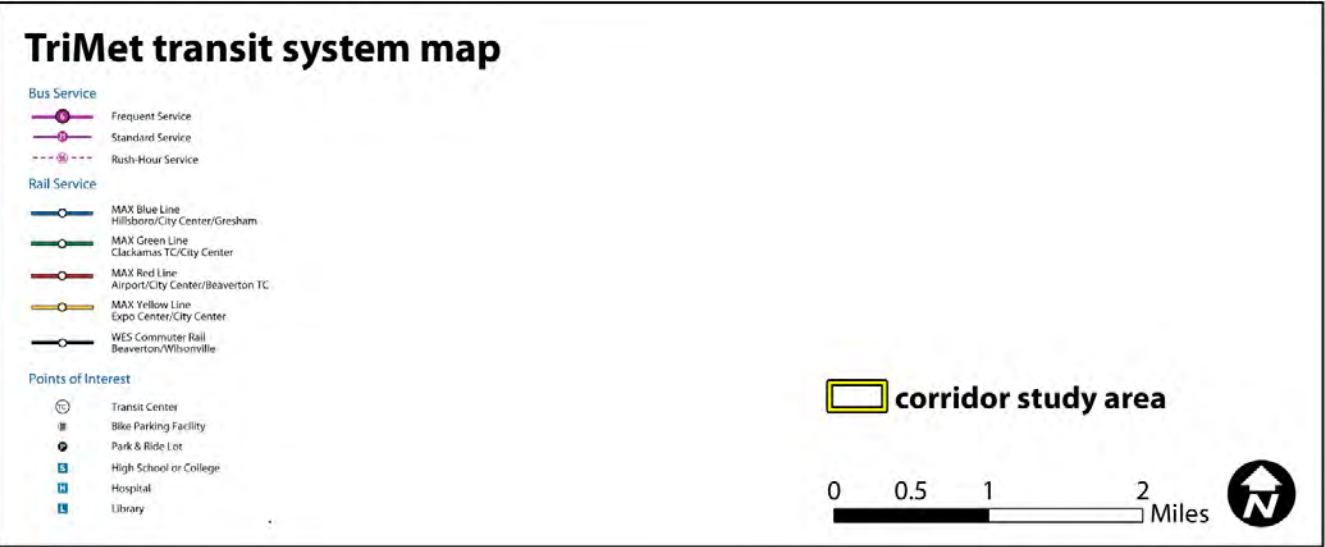 TriMet transit system map
Bus Service
6 Frequent Service
Standard Service
Rush-Hour Service
Rail Service
MAX Blue Line
Hillsboro/City Center/Gresham
MAX Green Line
Clackamas TC/City Center
MAX Red Line
Airport/City Center/Beaverton TC
MAX Yellow Line
Expo Center/City Center
WES Commuter Rail
Beaverton/Wilsonville
Points of Interest
TC Transit Center
Bike Parking Facility
P Park & Ride Lot
S High School or College
H Hospital
L Library
corridor study area
0 0.5 1 2
Miles
N